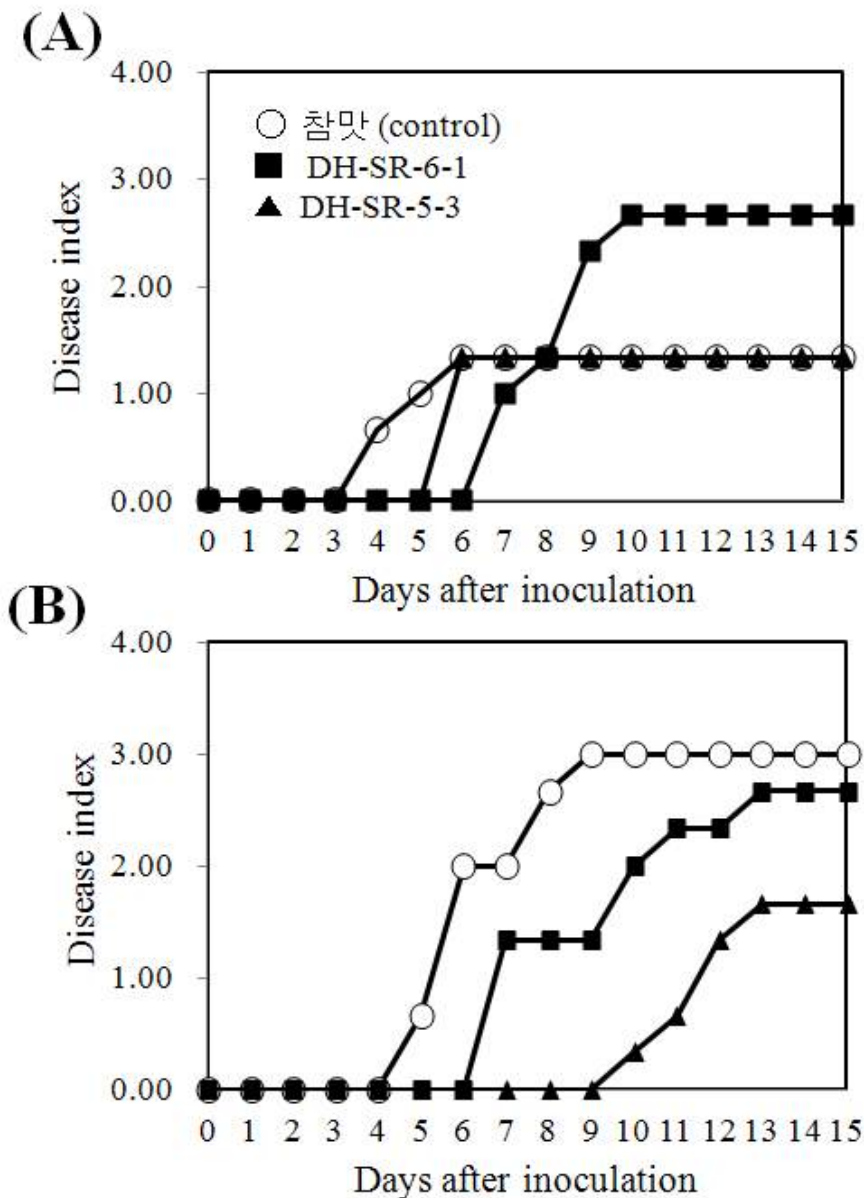 (A)
4.00
3.00
2.00
1.00
0.00
Disease index
참맛 (control)
DH-SR-6-1
DH-SR-5-3
0 1 2 3 4 5 6 7 8 9 10 11 12 13 14 15
Days after inoculation
(B)
4.00
3.00
2.00
1.00
0.00
Disease index
0 1 2 3 4 5 6 7 8 9 10 11 12 13 14 15
Days after inoculation